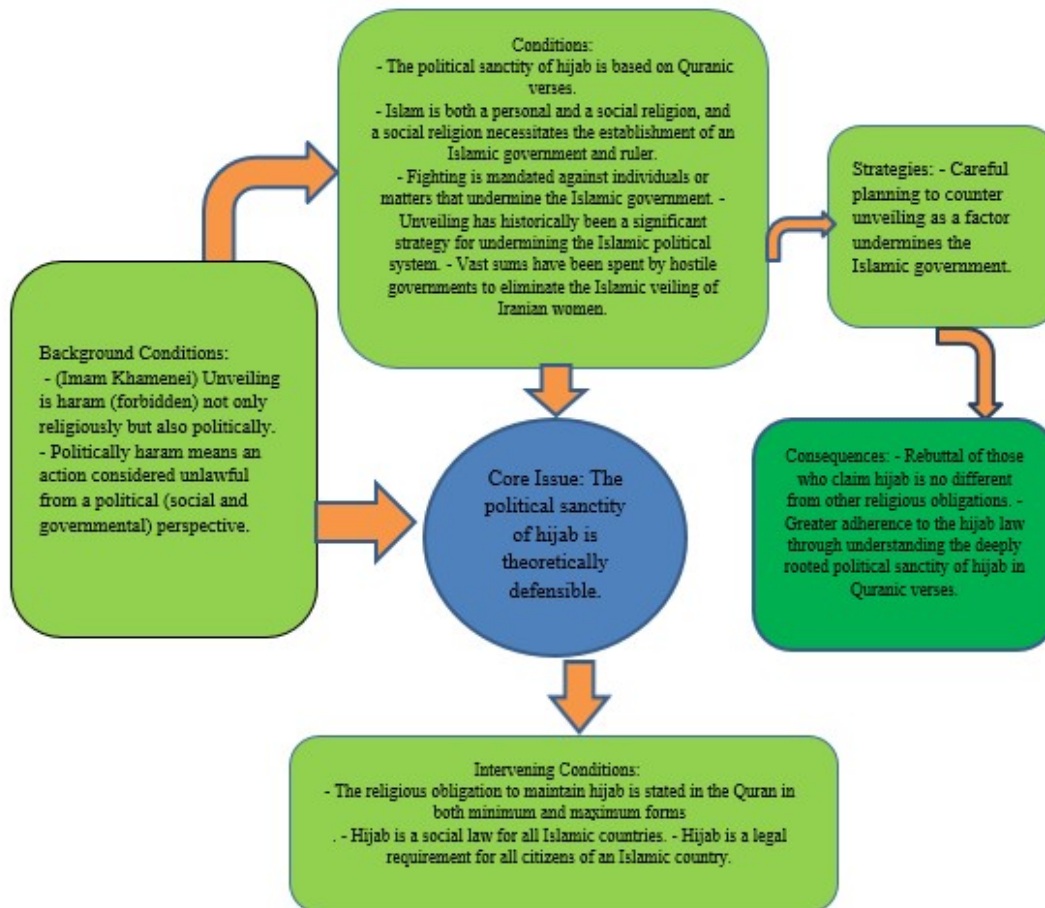 Conditions:
- The political sanctity of hijab is based on Quranic
verses.
- Islam is both a personal and a social religion, and
a social religion necessitates the establishment of an
Islamic government and ruler.
- Fighting is mandated against individuals or
matters that undermine the Islamic government. -
Unveiling has historically been a significant
strategy for undermining the Islamic political
system. - Vast sums have been spent by hostile
governments to eliminate the Islamic veiling of
Iranian women.
Strategies: - Careful
planning to counter
unveiling as a factor
undermines the
Islamic government.
Background Conditions:
- (Imam Khamenei) Unveiling
is haram (forbidden) not only
religiously but also politically.
- Politically haram means an
action considered unlawful
from a political (social and
governmental) perspective.
Core Issue: The
political sanctity
of hijab is
theoretically
defensible.
Consequences: - Rebuttal of those
who claim hijab is no different
from other religious obligations. -
Greater adherence to the hijab law
through understanding the deeply
rooted political sanctity of hijab in
Quranic verses.
Intervening Conditions:
- The religious obligation to maintain hijab is stated in the Quran in
both minimum and maximum forms
. - Hijab is a social law for all Islamic countries. - Hijab is a legal
requirement for all citizens of an Islamic country.